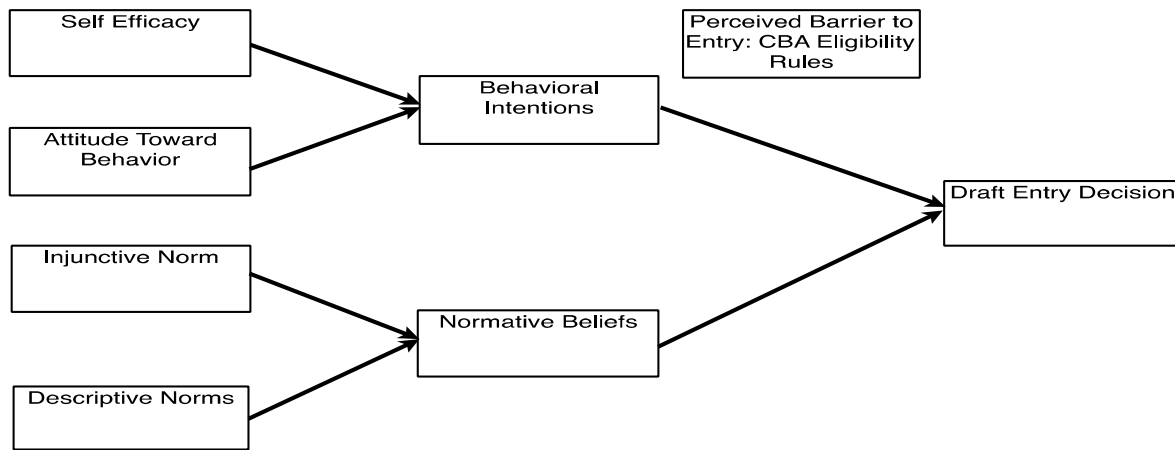 Self Efficacy
Perceived Barrier to
Entry: CBA Eligibility
Rules
Behavioral
Intentions
Attitude Toward
Behavior
Draft Entry Decision
Injunctive Norm
Normative Beliefs
Descriptive Norms